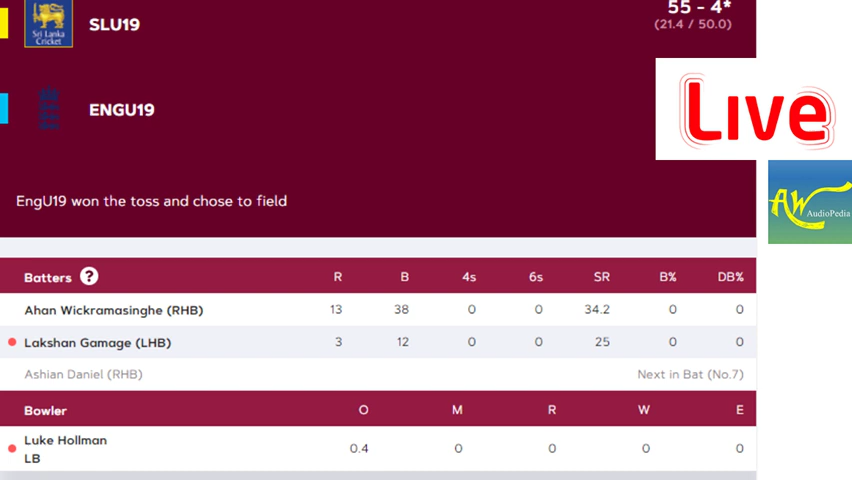 55 - 4*
Sri Lanka
Cricket
SLU19
(21.4 / 50.0)
ENGU19
Live
AW
AudioPedia
EngU19 won the toss and chose to field
Batters ? R B 4s 6s SR B% DB%
Ahan Wickramasinghe (RHB) 13 38 0 0 34.2 0 0
Lakshan Gamage (LHB) 3 12 0 0 25 0 0
Ashian Daniel (RHB) Next in Bat (No.7)
Bowler O M R W E
Luke Hollman
LB 0.4 0 0 0 0